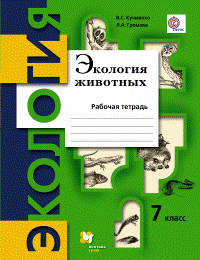 ЭКОЛОГИЯ
В.С. Кучменко
Л.А. Громова
Экология
животных
Рабочая тетрадь
7 класс